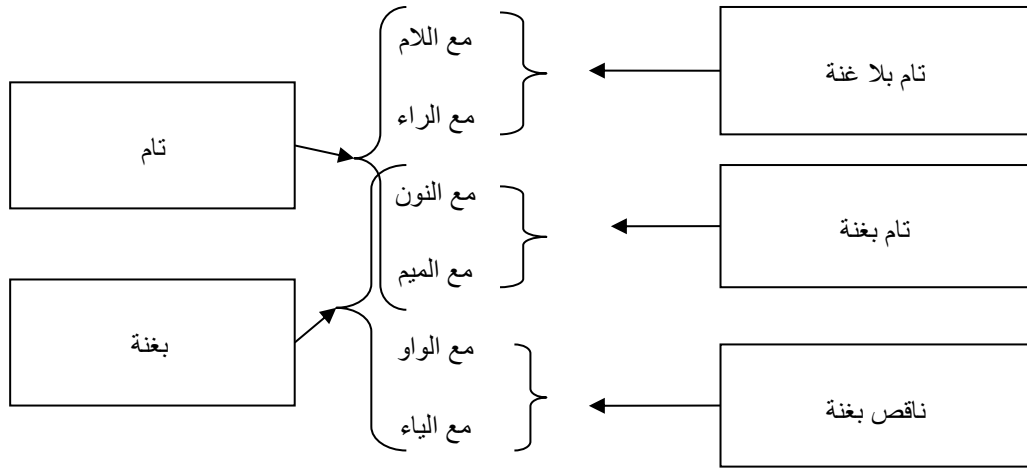 تام بلا غنة
تام بغنة
ناقص بغنة
مع اللام
مع الراء
مع النون
مع الميم
مع الواو
مع الياء
تام
بغنة